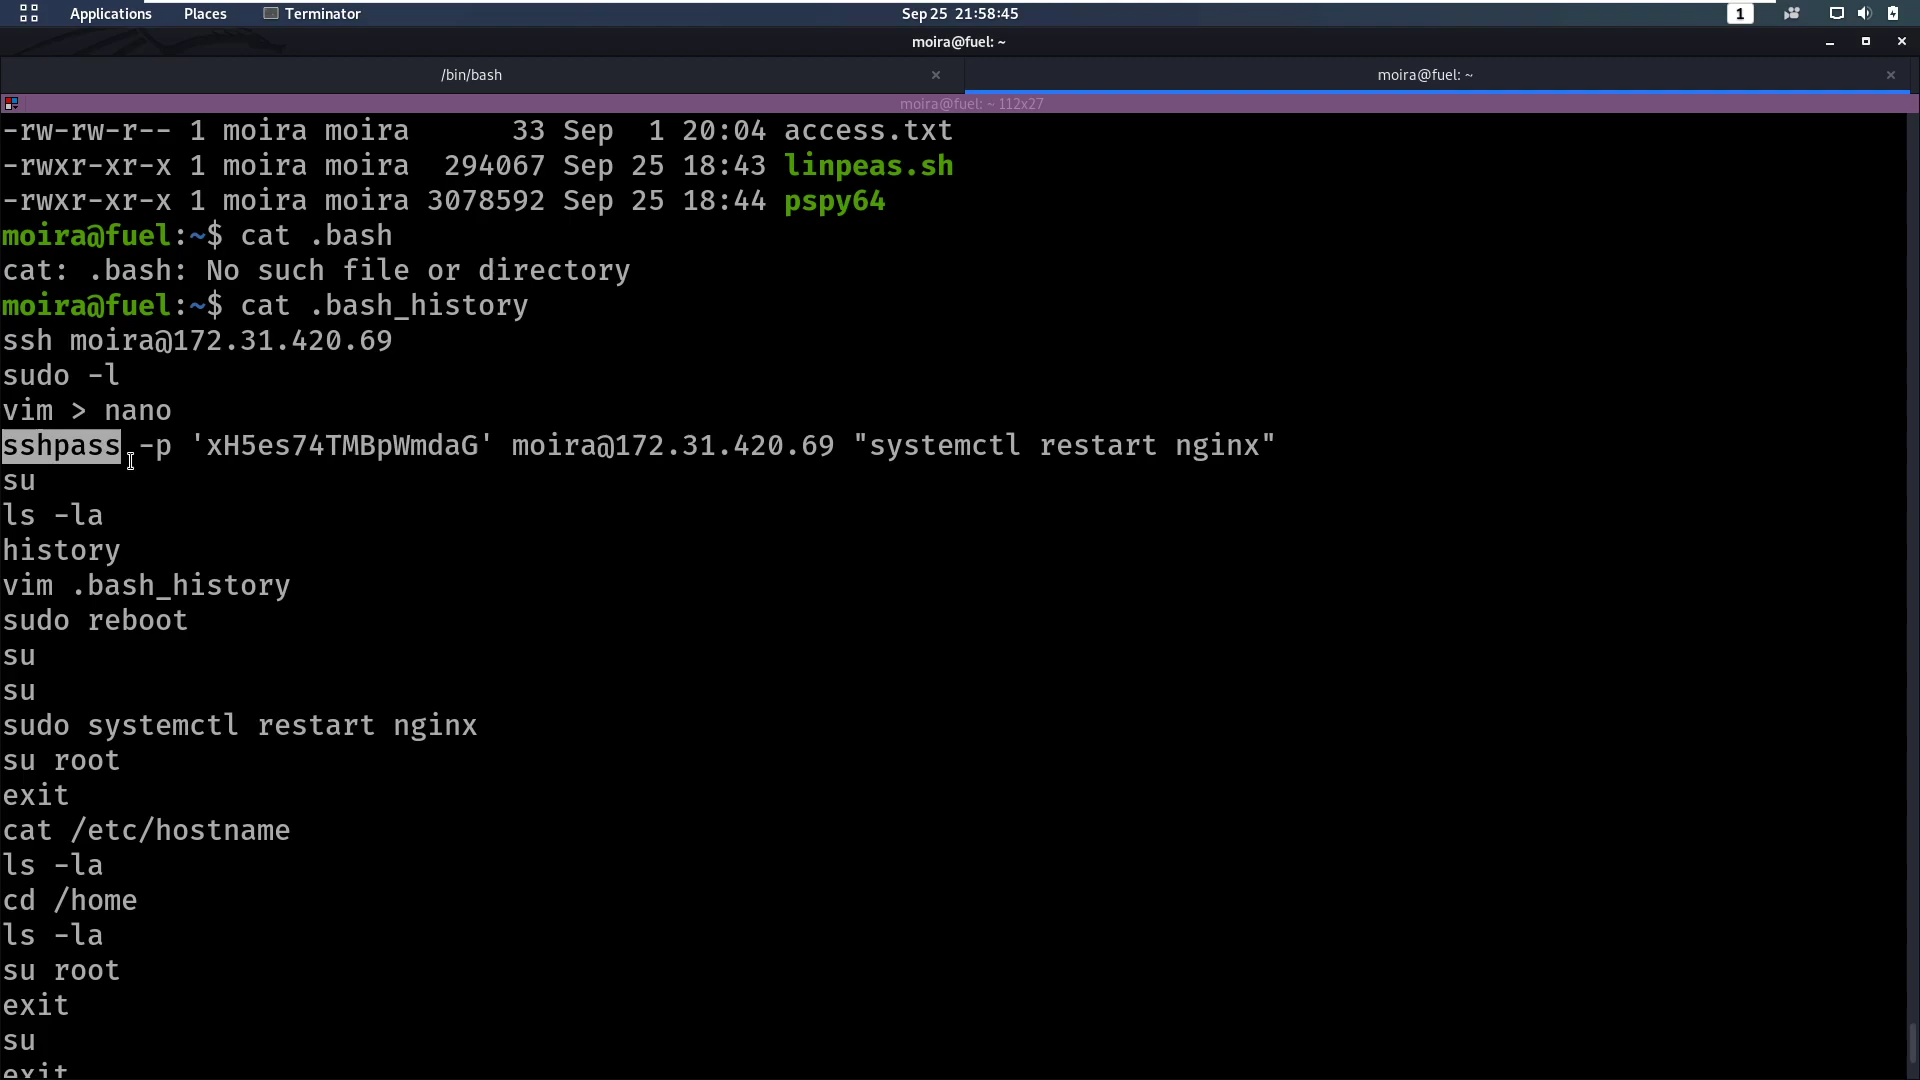 Applications Places Terminator Sep 25 21:58:45 1
moira@fuel: ~
/bin/bash × moira@fuel: ~ ×
moira@fuel: ~ 112x27
-rw-rw-r-- 1 moira moira      33 Sep  1 20:04 access.txt
-rwxr-xr-x 1 moira moira  294067 Sep 25 18:43 linpeas.sh
-rwxr-xr-x 1 moira moira 3078592 Sep 25 18:44 pspy64
moira@fuel:~$ cat .bash
cat: .bash: No such file or directory
moira@fuel:~$ cat .bash_history
ssh moira@172.31.420.69
sudo -l
vim > nano
sshpass -p 'xH5es74TMBpWmdaG' moira@172.31.420.69 "systemctl restart nginx"
su
ls -la
history
vim .bash_history
sudo reboot
su
su
sudo systemctl restart nginx
su root
exit
cat /etc/hostname
ls -la
cd /home
ls -la
su root
exit
su
exit